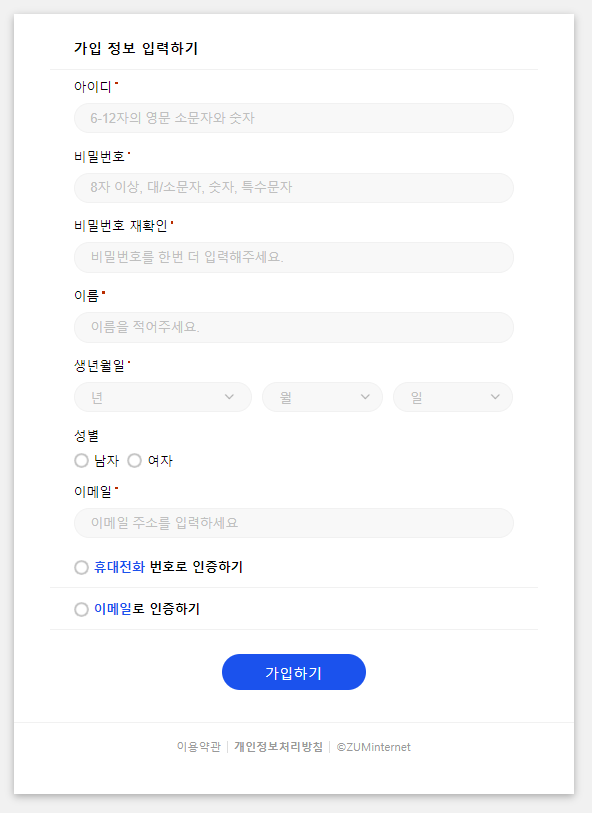 가입 정보 입력하기
아이디
6-12자의 영문 소문자와 숫자
비밀번호
8자 이상, 대/소문자, 숫자, 특수문자
비밀번호 재확인
비밀번호를 한번 더 입력해주세요.
이름
이름을 적어주세요.
생년월일
년 월 일
성별
남자 여자
이메일
이메일 주소를 입력하세요
휴대전화 번호로 인증하기
이메일로 인증하기
가입하기
이용약관 | 개인정보처리방침 | ©ZUMinternet